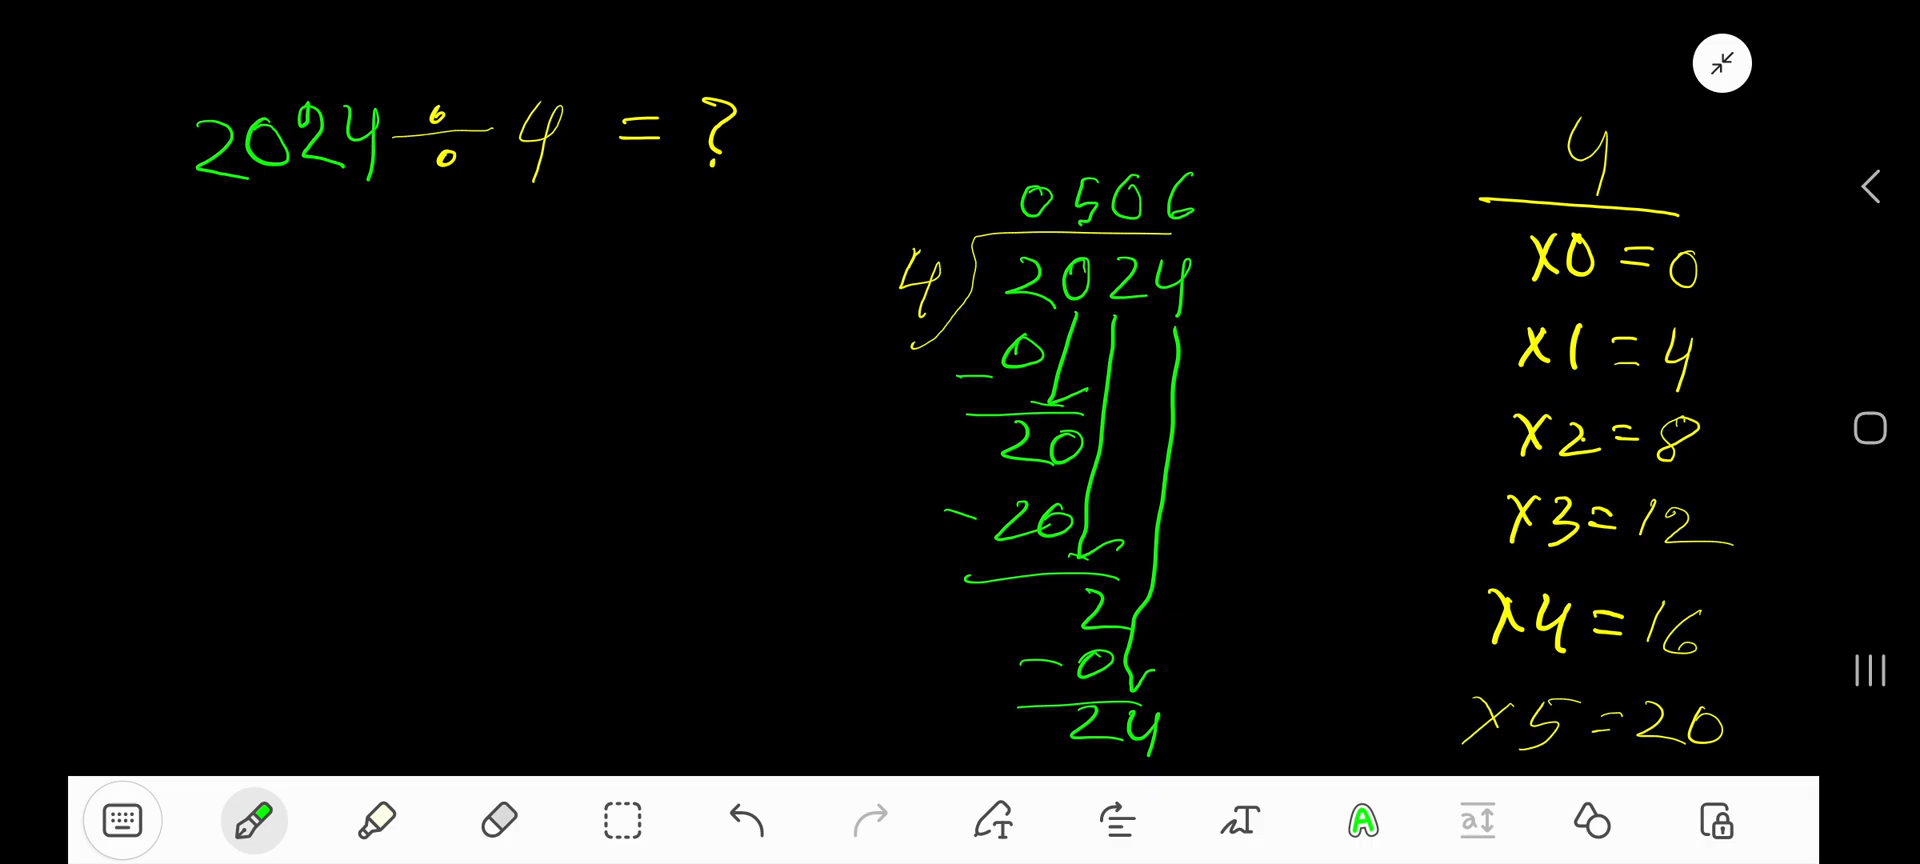 2024 ÷ 4 = ?
0506
4 2024
- 0
20
- 20
2
- 0
24
4
x0 = 0
x1 = 4
x2 = 8
x3 = 12
x4 = 16
x5 = 20